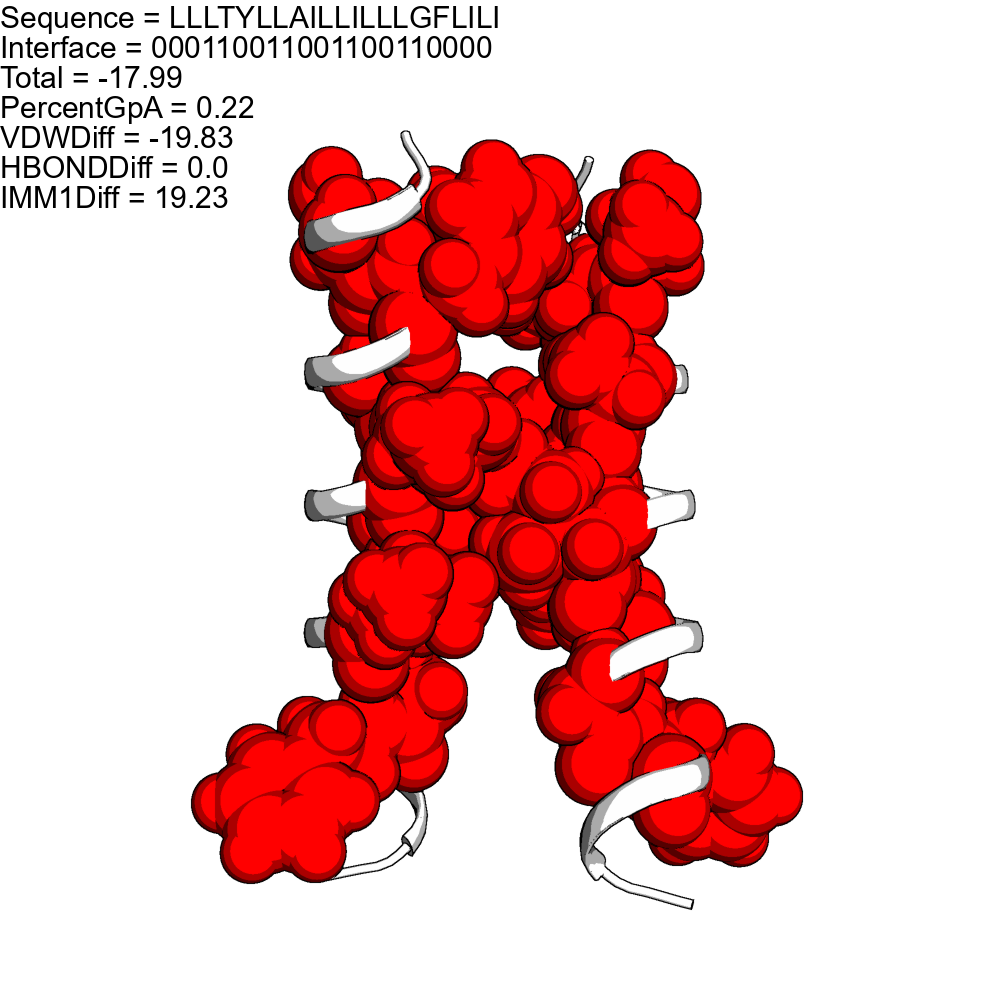 Sequence = LLLTYLLAILLILLLGFLILI
Interface = 000110011001100110000
Total = -17.99
PercentGpA = 0.22
VDWDiff = -19.83
HBONDDiff = 0.0
IMM1Diff = 19.23